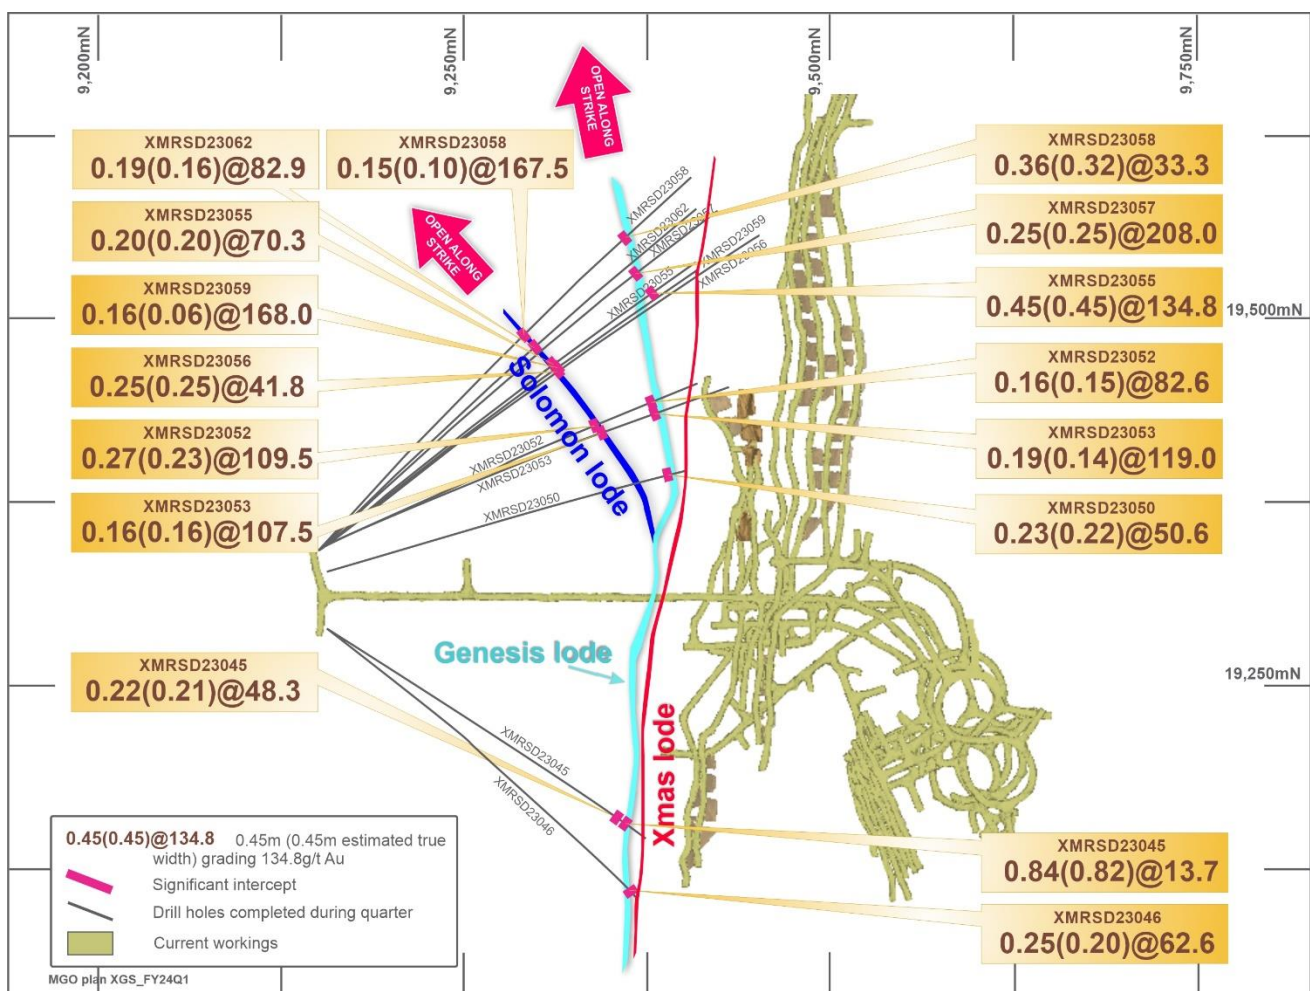 9,200mN
9,250mN
9,500mN
9,750mN
OPEN ALONG
STRIKE
XMRSD23062
0.19(0.16)@82.9
XMRSD23058
0.15(0.10)@167.5
XMRSD23058
0.36(0.32)@33.3
XMRSD23055
0.20(0.20)@70.3
OPEN ALONG
STRIKE
XMRSD23057
0.25(0.25)@208.0
XMRSD23059
0.16(0.06)@168.0
XMRSD23055
0.45(0.45)@134.8
19,500mN
XMRSD23056
0.25(0.25)@41.8
XMRSD23052
0.16(0.15)@82.6
XMRSD23052
0.27(0.23)@109.5
XMRSD23053
0.19(0.14)@119.0
XMRSD23053
0.16(0.16)@107.5
XMRSD23050
0.23(0.22)@50.6
XMRSD23058
XMRSD23062
XMRSD23059
XMRSD23056
XMRSD23055
Solomon lode
XMRSD23052
XMRSD23053
XMRSD23050
Genesis lode
19,250mN
XMRSD23045
0.22(0.21)@48.3
Xmas lode
XMRSD23045
XMRSD23046
XMRSD23045
0.84(0.82)@13.7
XMRSD23046
0.25(0.20)@62.6
0.45(0.45)@134.8 0.45m (0.45m estimated true
width) grading 134.8g/t Au
Significant intercept
Drill holes completed during quarter
Current workings
MGO plan XGS_FY24Q1